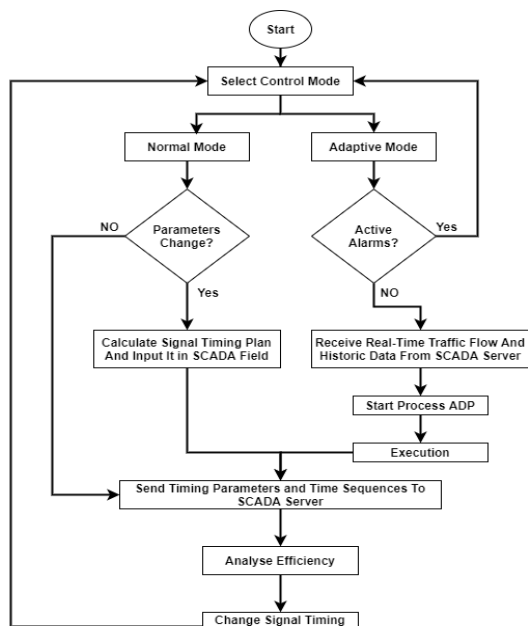 Start
Select Control Mode
Normal Mode
Adaptive Mode
NO
Parameters
Change?
Active
Alarms?
Yes
Yes
NO
Calculate Signal Timing Plan
And Input It in SCADA Field
Receive Real-Time Traffic Flow And
Historic Data From SCADA Server
Start Process ADP
Execution
Send Timing Parameters and Time Sequences To
SCADA Server
Analyse Efficiency
Change Signal Timing